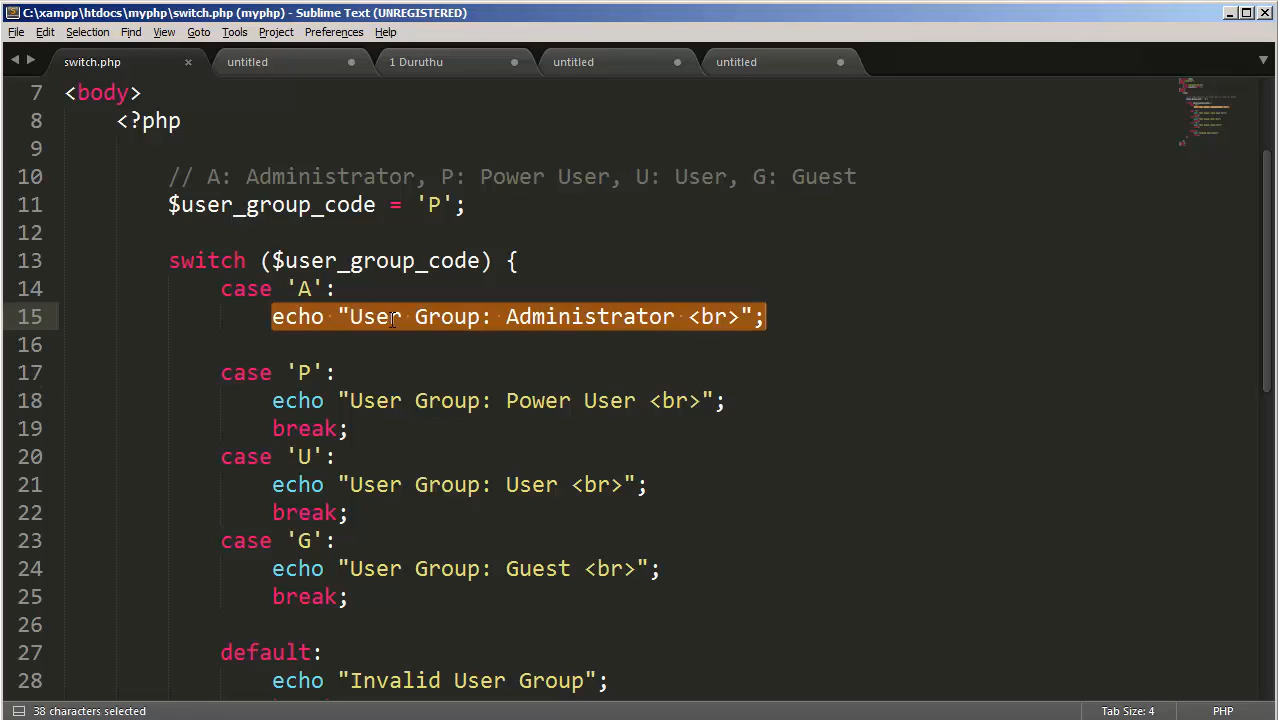 C:\xampp\htdocs\myphp\switch.php (myphp) - Sublime Text (UNREGISTERED)
File Edit Selection Find View Goto Tools Project Preferences Help
switch.php untitled 1 Duruthu untitled untitled
7 <body>
8 <?php
9
10 // A: Administrator, P: Power User, U: User, G: Guest
11 $user_group_code = 'P';
12
13 switch ($user_group_code) {
14 case 'A':
15 echo "User Group: Administrator <br>";
16
17 case 'P':
18 echo "User Group: Power User <br>";
19 break;
20 case 'U':
21 echo "User Group: User <br>";
22 break;
23 case 'G':
24 echo "User Group: Guest <br>";
25 break;
26
27 default:
28 echo "Invalid User Group";
38 characters selected Tab Size: 4 PHP